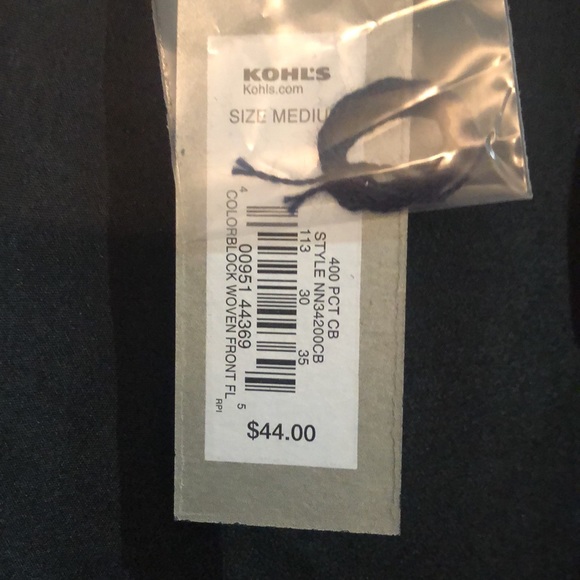 KOHL'S
Kohls.com
SIZE MEDIU
400 PCT CB
STYLE NN34200CB
113 30 35
4 00951 44369 5
COLORBLOCK WOVEN FRONT FL
RPI
$44.00